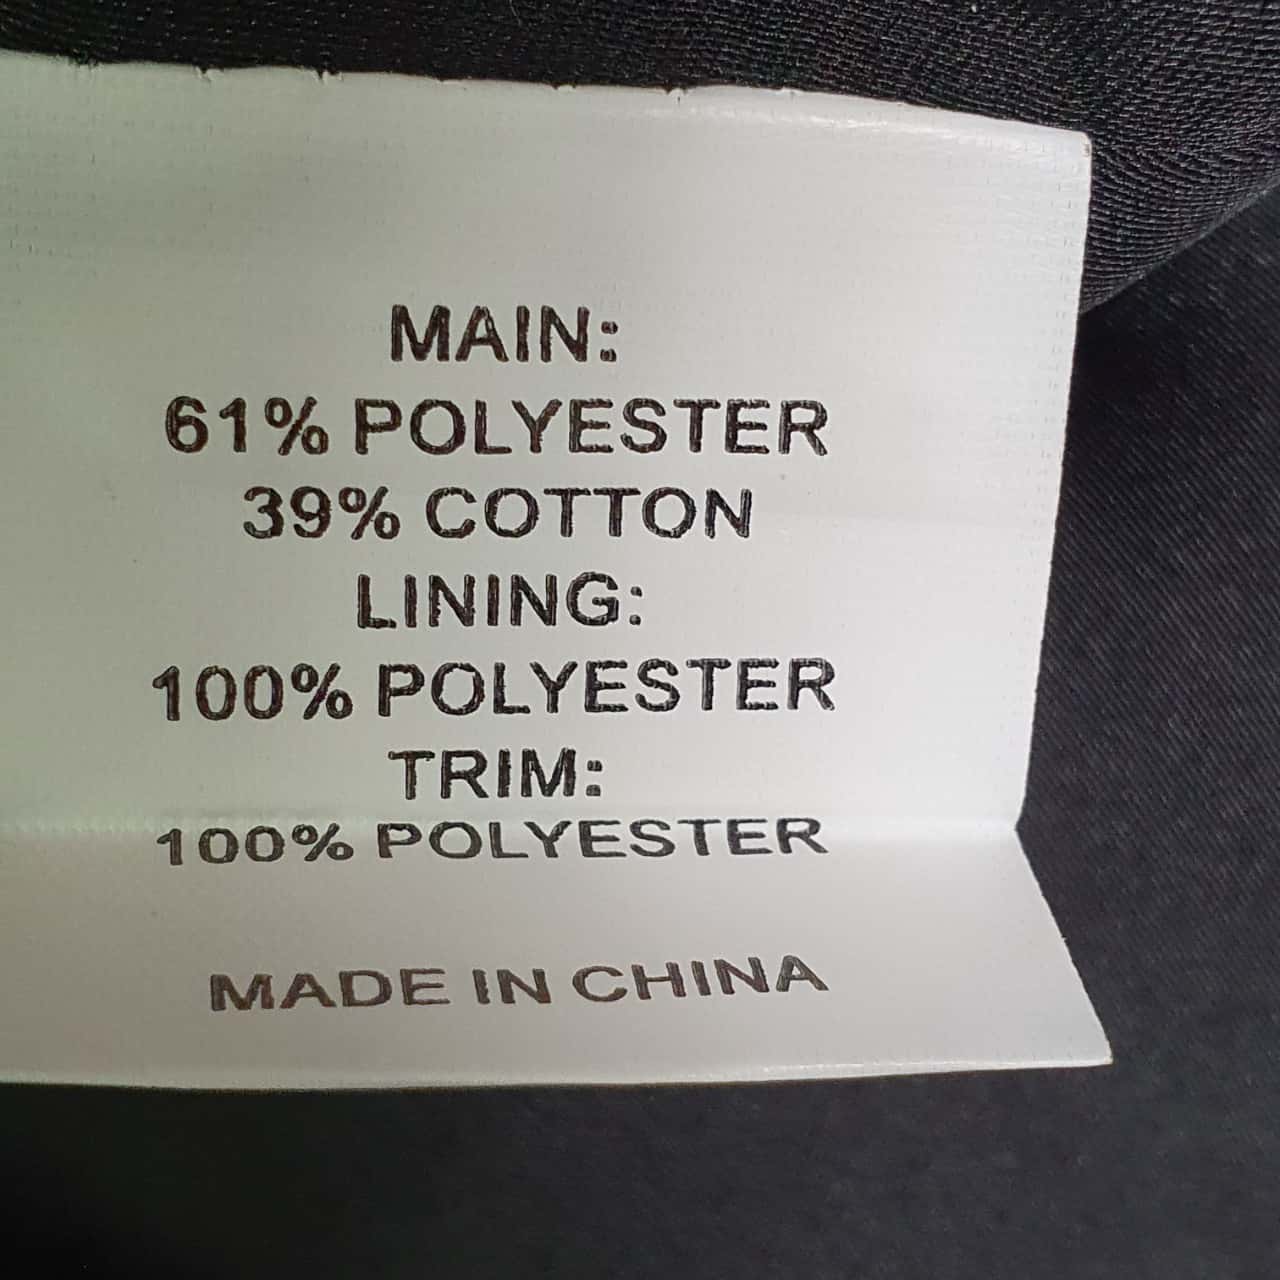 MAIN:
61% POLYESTER
39% COTTON
LINING:
100% POLYESTER
TRIM:
100% POLYESTER
MADE IN CHINA